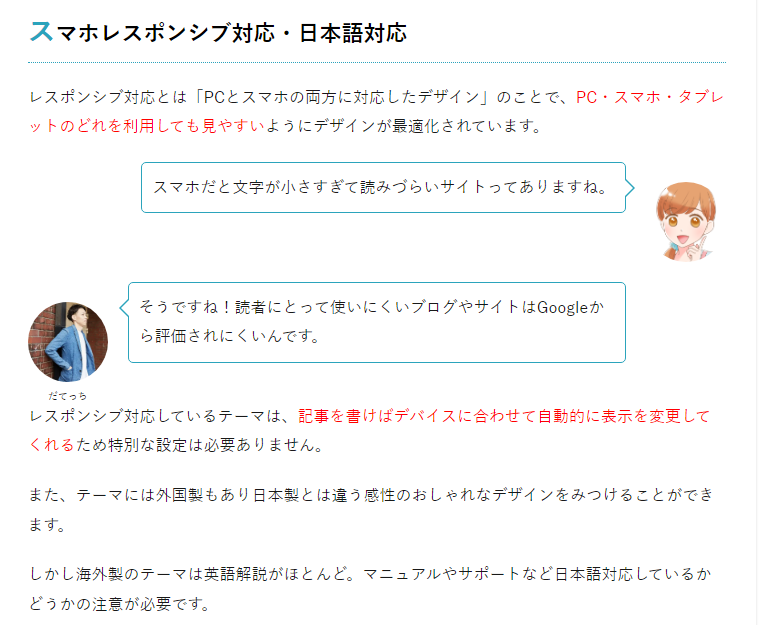 スマホレスポンシブ対応・日本語対応
レスポンシブ対応とは「PCとスマホの両方に対応したデザイン」のことで、PC・スマホ・タブレ
ットのどれを利用しても見やすいようにデザインが最適化されています。
スマホだと文字が小さすぎて読みづらいサイトってありますね。
そうですね！読者にとって使いにくいブログやサイトはGoogleか
ら評価されにくいんです。
だてっち
レスポンシブ対応しているテーマは、記事を書けばデバイスに合わせて自動的に表示を変更して
くれるため特別な設定は必要ありません。
また、テーマには外国製もあり日本製とは違う感性のおしゃれなデザインをみつけることができ
ます。
しかし海外製のテーマは英語解説がほとんど。マニュアルやサポートなど日本語対応しているか
どうかの注意が必要です。